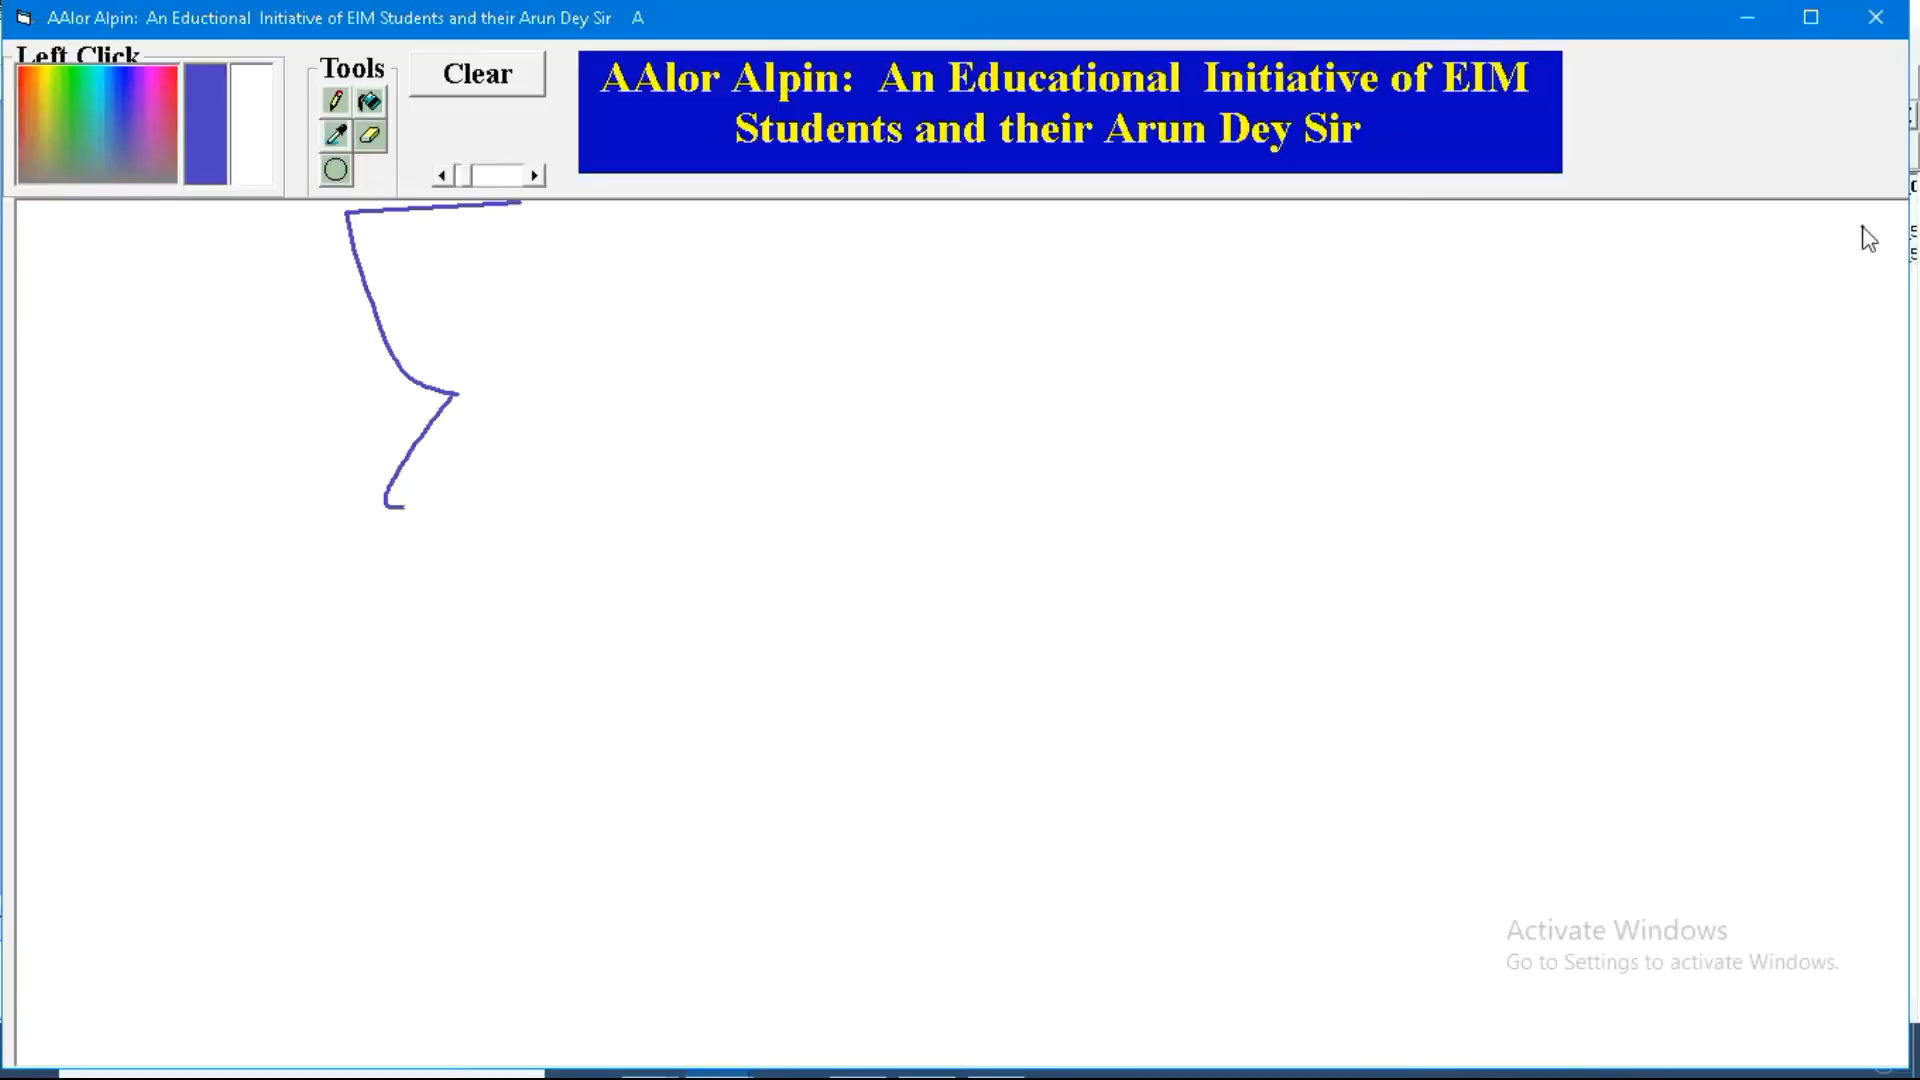 AAlor Alpin:  An Eductional  Initiative of EIM Students and their Arun Dey Sir     A
Left Click
Tools
Clear
AAlor Alpin:  An Educational  Initiative of EIM
Students and their Arun Dey Sir
Activate Windows
Go to Settings to activate Windows.